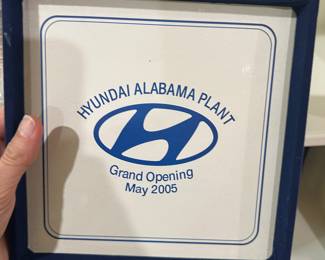 HYUNDAI ALABAMA PLANT
Grand Opening
May 2005